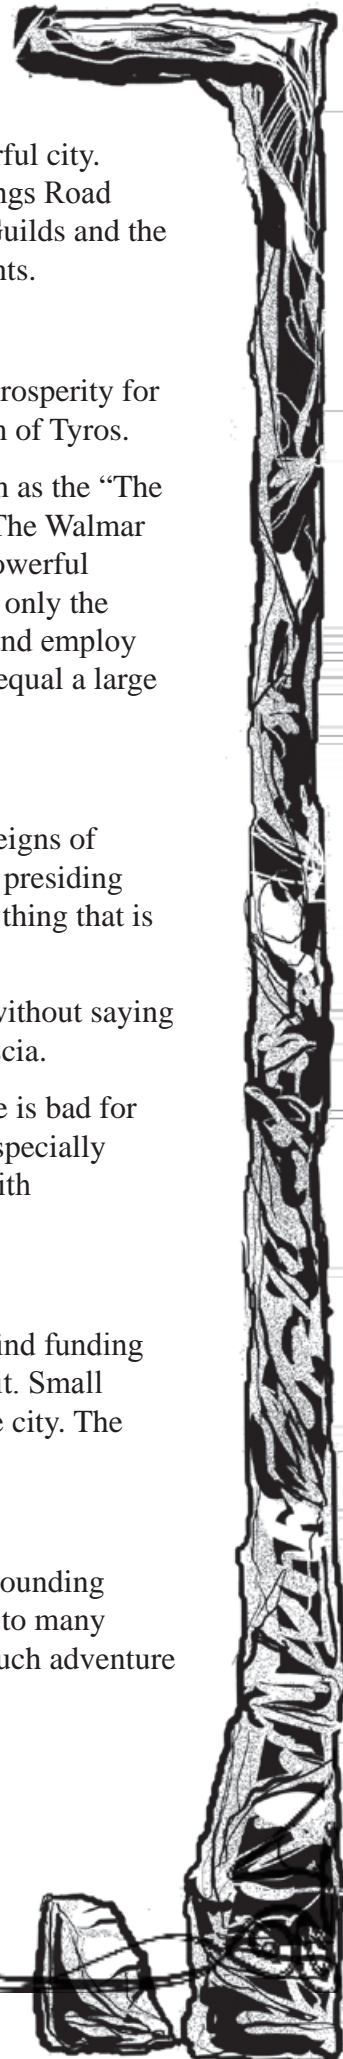 rful city.
ngs Road
Guilds and the
nts.
rosperity for
n of Tyros.
n as the “The
The Walmar
owerful
only the
nd employ
equal a large
eigns of
presiding
thing that is
without saying
cia.
e is bad for
specially
ith
ind funding
it. Small
e city. The
ounding
to many
uch adventure